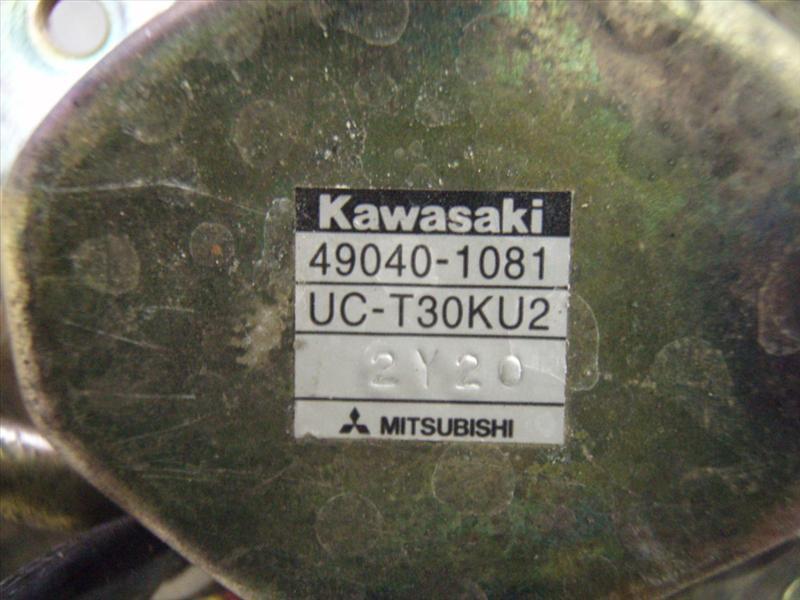 Kawasaki
49040-1081
UC-T30KU2
2Y20
MITSUBISHI